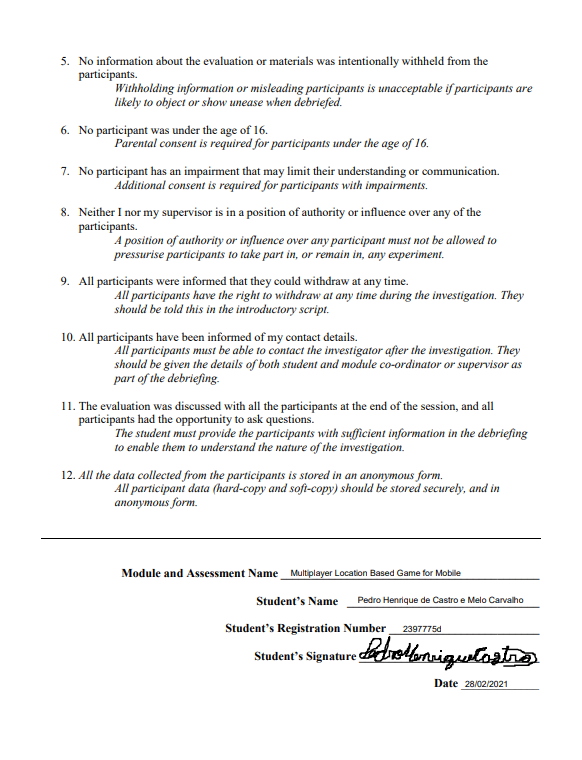 5. No information about the evaluation or materials was intentionally withheld from the
participants.
Withholding information or misleading participants is unacceptable if participants are
likely to object or show unease when debriefed.
6. No participant was under the age of 16.
Parental consent is required for participants under the age of 16.
7. No participant has an impairment that may limit their understanding or communication.
Additional consent is required for participants with impairments.
8. Neither I nor my supervisor is in a position of authority or influence over any of the
participants.
A position of authority or influence over any participant must not be allowed to
pressurise participants to take part in, or remain in, any experiment.
9. All participants were informed that they could withdraw at any time.
All participants have the right to withdraw at any time during the investigation. They
should be told this in the introductory script.
10. All participants have been informed of my contact details.
All participants must be able to contact the investigator after the investigation. They
should be given the details of both student and module co-ordinator or supervisor as
part of the debriefing.
11. The evaluation was discussed with all the participants at the end of the session, and all
participants had the opportunity to ask questions.
The student must provide the participants with sufficient information in the debriefing
to enable them to understand the nature of the investigation.
12. All the data collected from the participants is stored in an anonymous form.
All participant data (hard-copy and soft-copy) should be stored securely, and in
anonymous form.
Module and Assessment Name Multiplayer Location Based Game for Mobile
Student's Name Pedro Henrique de Castro e Melo Carvalho
Student's Registration Number 2397775d
Student's Signature Pedro Henrique Castro
Date 28/02/2021